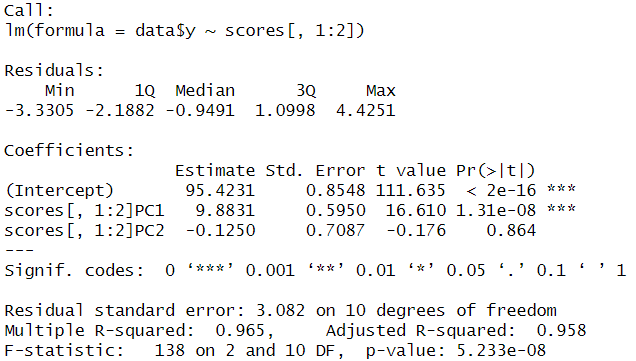 Call:
lm(formula = data$y ~ scores[, 1:2])
Residuals:
    Min      1Q  Median      3Q     Max
-3.3305 -2.1882 -0.9491  1.0998  4.4251
Coefficients:
                 Estimate Std. Error t value Pr(>|t|)
(Intercept)       95.4231     0.8548 111.635  < 2e-16 ***
scores[, 1:2]PC1   9.8831     0.5950  16.610 1.31e-08 ***
scores[, 1:2]PC2  -0.1250     0.7087  -0.176    0.864
---
Signif. codes:  0 ‘***’ 0.001 ‘**’ 0.01 ‘*’ 0.05 ‘.’ 0.1 ‘ ’ 1
Residual standard error: 3.082 on 10 degrees of freedom
Multiple R-squared:  0.965,     Adjusted R-squared:  0.958
F-statistic:   138 on 2 and 10 DF,  p-value: 5.233e-08